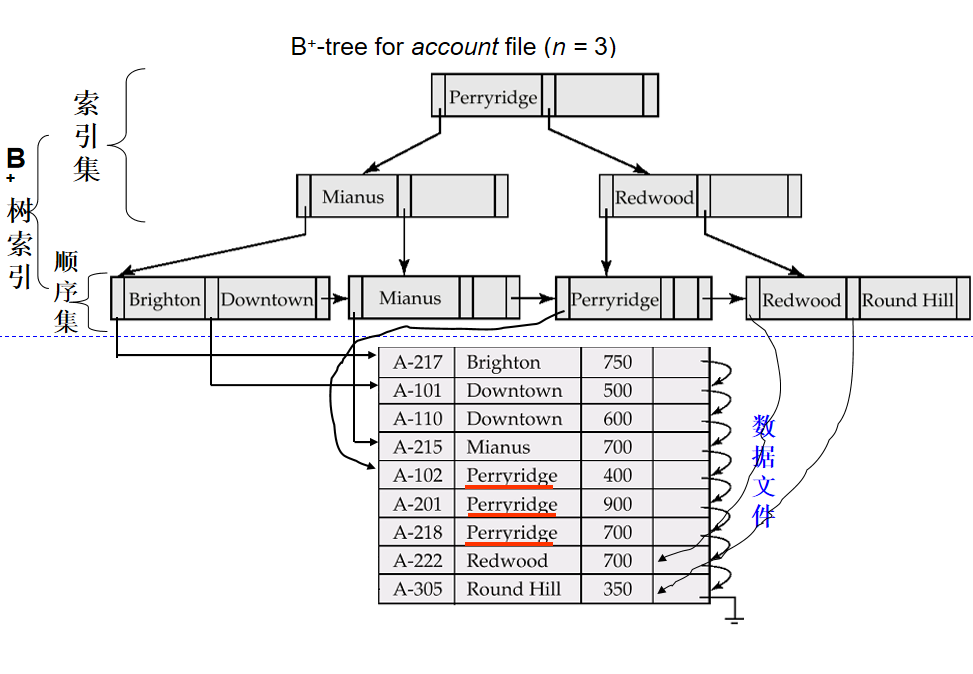 B+-tree for account file (n = 3)
索引集
B+树索引
顺序集
Perryridge
Mianus
Redwood
Brighton Downtown
Mianus
Perryridge
Redwood Round Hill
A-217 Brighton 750
A-101 Downtown 500
A-110 Downtown 600
A-215 Mianus 700
A-102 Perryridge 400
A-201 Perryridge 900
A-218 Perryridge 700
A-222 Redwood 700
A-305 Round Hill 350
数据文件